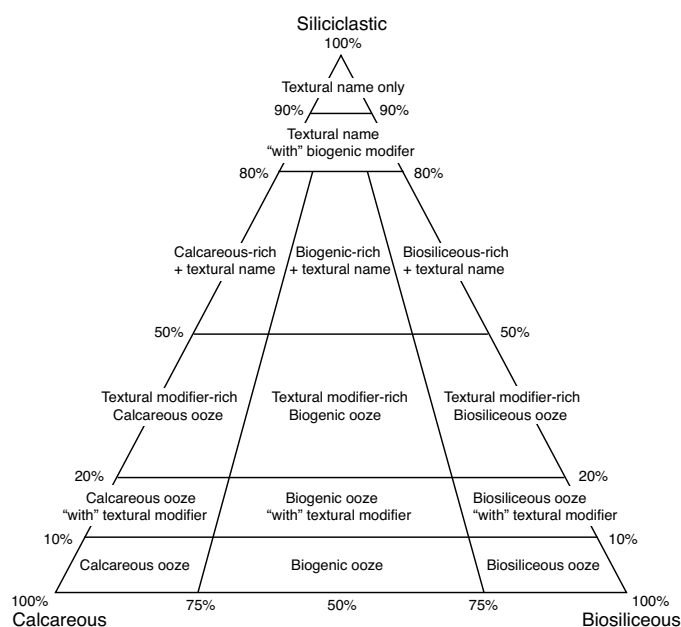 Siliciclastic
100%
Textural name only
90% 90%
Textural name
“with” biogenic modifer
80% 80%
Calcareous-rich Biogenic-rich Biosiliceous-rich
+ textural name + textural name + textural name
50% 50%
Textural modifier-rich Textural modifier-rich Textural modifier-rich
Calcareous ooze Biogenic ooze Biosiliceous ooze
20% 20%
Calcareous ooze Biogenic ooze Biosiliceous ooze
“with” textural modifier “with” textural modifier “with” textural modifier
10% 10%
Calcareous ooze Biogenic ooze Biosiliceous ooze
100% 75% 50% 75% 100%
Calcareous Biosiliceous